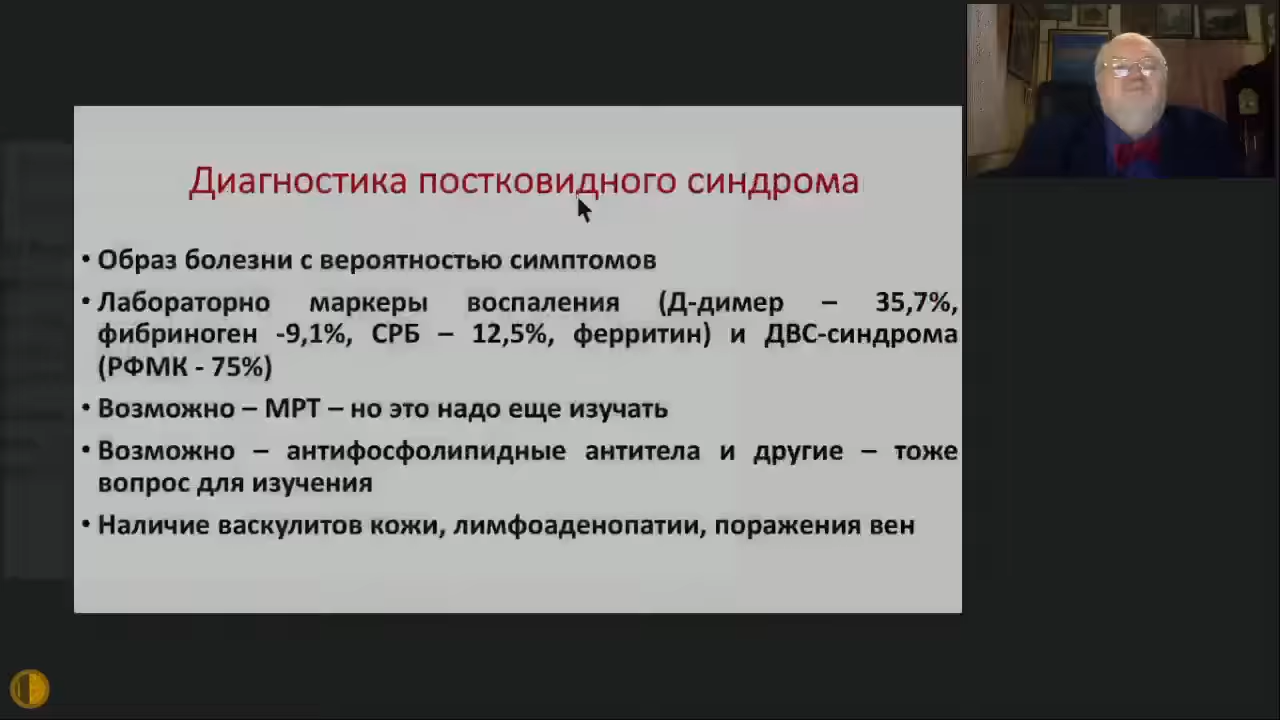 Диагностика постковидного синдрома
• Образ болезни с вероятностью симптомов
• Лабораторно маркеры воспаления (Д-димер – 35,7%,
фибриноген -9,1%, СРБ – 12,5%, ферритин) и ДВС-синдрома
(РФМК - 75%)
• Возможно – МРТ – но это надо еще изучать
• Возможно – антифосфолипидные антитела и другие – тоже
вопрос для изучения
• Наличие васкулитов кожи, лимфоаденопатии, поражения вен